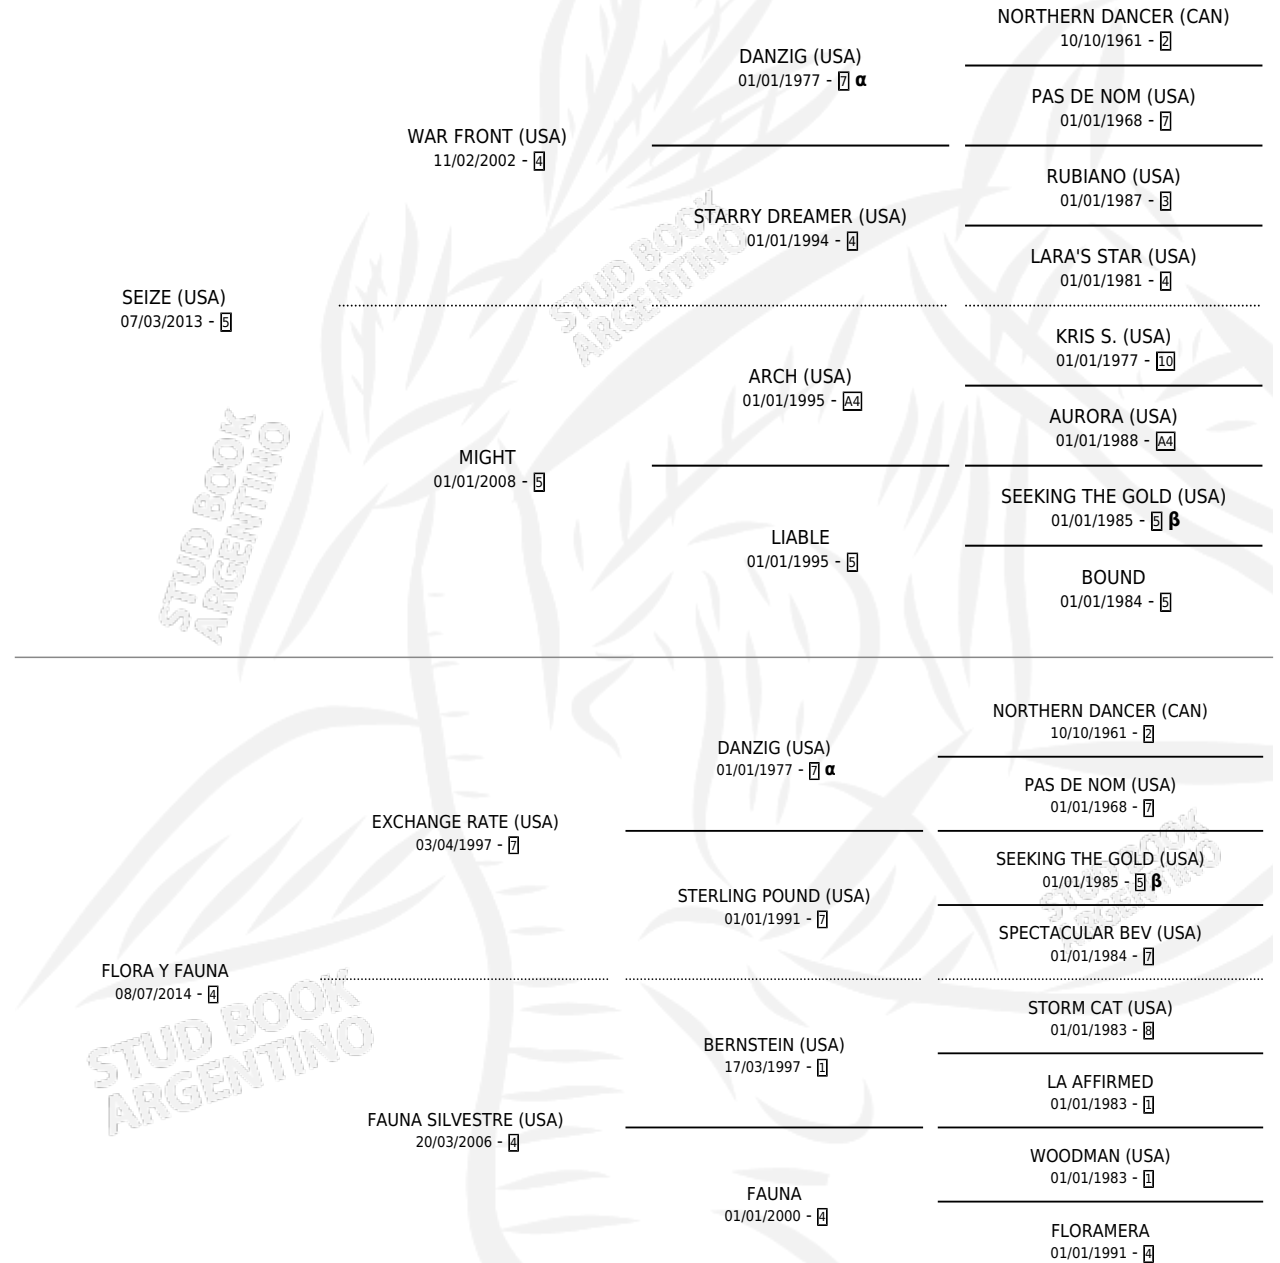 NORTHERN DANCER (CAN)
10/10/1961 - 2
DANZIG (USA)
01/01/1977 - 7 α
PAS DE NOM (USA)
01/01/1968 - 7
WAR FRONT (USA)
11/02/2002 - 4
RUBIANO (USA)
01/01/1987 - 3
STARRY DREAMER (USA)
01/01/1994 - 4
LARA'S STAR (USA)
01/01/1981 - 4
SEIZE (USA)
07/03/2013 - 5
KRIS S. (USA)
01/01/1977 - 10
ARCH (USA)
01/01/1995 - A4
AURORA (USA)
01/01/1988 - A4
MIGHT
01/01/2008 - 5
SEEKING THE GOLD (USA)
01/01/1985 - 5 β
LIABLE
01/01/1995 - 5
BOUND
01/01/1984 - 5
NORTHERN DANCER (CAN)
10/10/1961 - 2
DANZIG (USA)
01/01/1977 - 7 α
PAS DE NOM (USA)
01/01/1968 - 7
EXCHANGE RATE (USA)
03/04/1997 - 7
SEEKING THE GOLD (USA)
01/01/1985 - 5 β
STERLING POUND (USA)
01/01/1991 - 7
SPECTACULAR BEV (USA)
01/01/1984 - 7
FLORA Y FAUNA
08/07/2014 - 4
STORM CAT (USA)
01/01/1983 - 8
BERNSTEIN (USA)
17/03/1997 - 1
LA AFFIRMED
01/01/1983 - 1
FAUNA SILVESTRE (USA)
20/03/2006 - 4
WOODMAN (USA)
01/01/1983 - 1
FAUNA
01/01/2000 - 4
FLORAMERA
01/01/1991 - 4
STUD BOOK
ARGENTINO
STUD BOOK
ARGENTINO
STUD BOOK
ARGENTINO
STUD BOOK
ARGENTINO